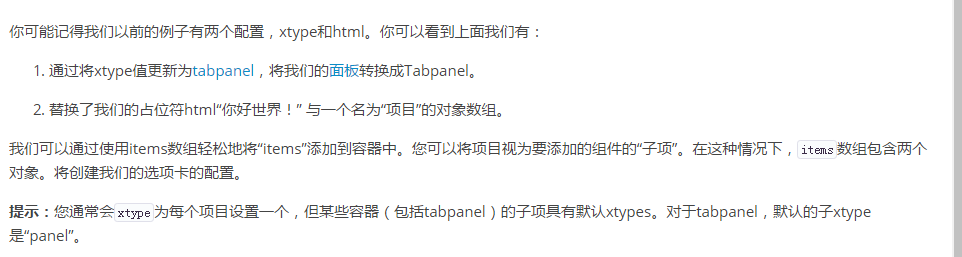 你可能记得我们以前的例子有两个配置，xtype和html。你可以看到上面我们有：
1. 通过将xtype值更新为tabpanel，将我们的面板转换成Tabpanel。
2. 替换了我们的占位符html“你好世界！” 与一个名为“项目”的对象数组。
我们可以通过使用items数组轻松地将“items”添加到容器中。您可以将项目视为要添加的组件的“子项”。在这种情况下，items数组包含两个
对象。将创建我们的选项卡的配置。
提示：您通常会xtype为每个项目设置一个，但某些容器（包括tabpanel）的子项具有默认xtypes。对于tabpanel，默认的子xtype
是“panel”。